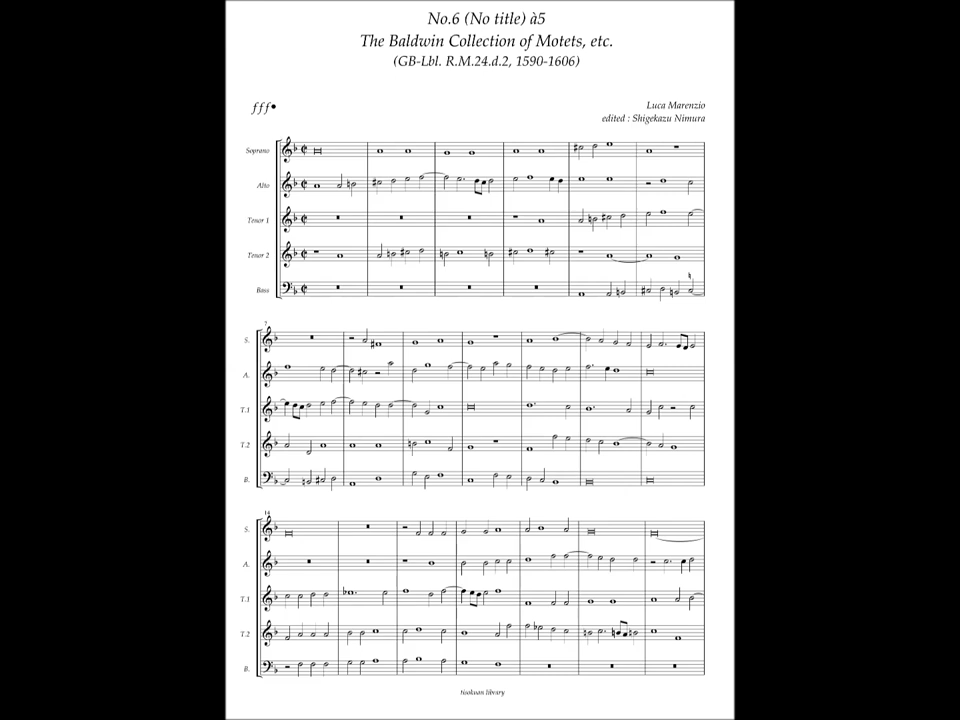 No.6 (No title) à5
The Baldwin Collection of Motets, etc.
(GB-Lbl. R.M.24.d.2, 1590-1606)
fff•
Luca Marenzio
edited : Shigekazu Nimura
Soprano
Alto
Tenor 1
Tenor 2
Bass
7
S.
A.
T.1
T.2
B.
14
S.
A.
T.1
T.2
B.
tisokuan library